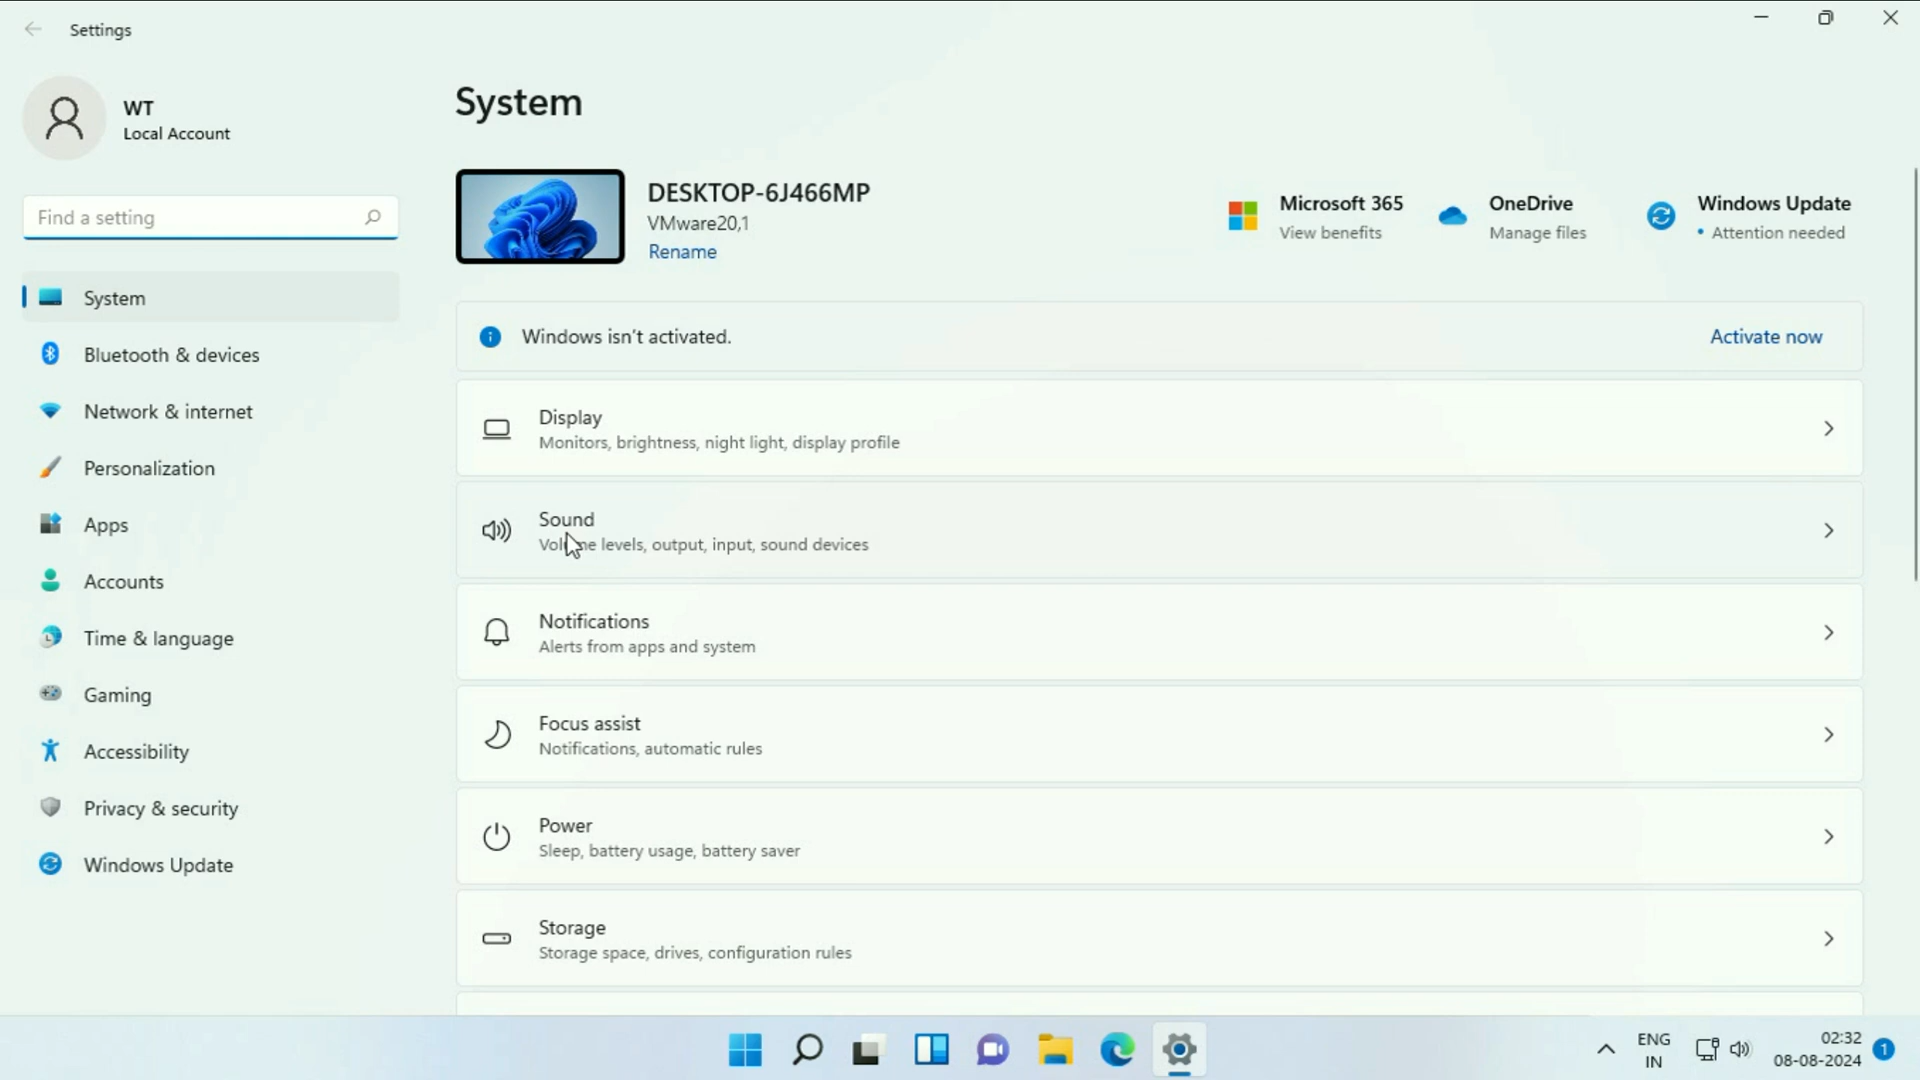 Settings
WT
Local Account
Find a setting
System
Bluetooth & devices
Network & internet
Personalization
Apps
Accounts
Time & language
Gaming
Accessibility
Privacy & security
Windows Update
System
DESKTOP-6J466MP
VMware20,1
Rename
Microsoft 365
View benefits
OneDrive
Manage files
Windows Update
• Attention needed
Windows isn't activated.
Activate now
Display
Monitors, brightness, night light, display profile
Sound
Volume levels, output, input, sound devices
Notifications
Alerts from apps and system
Focus assist
Notifications, automatic rules
Power
Sleep, battery usage, battery saver
Storage
Storage space, drives, configuration rules
ENG
IN
02:32
08-08-2024
1